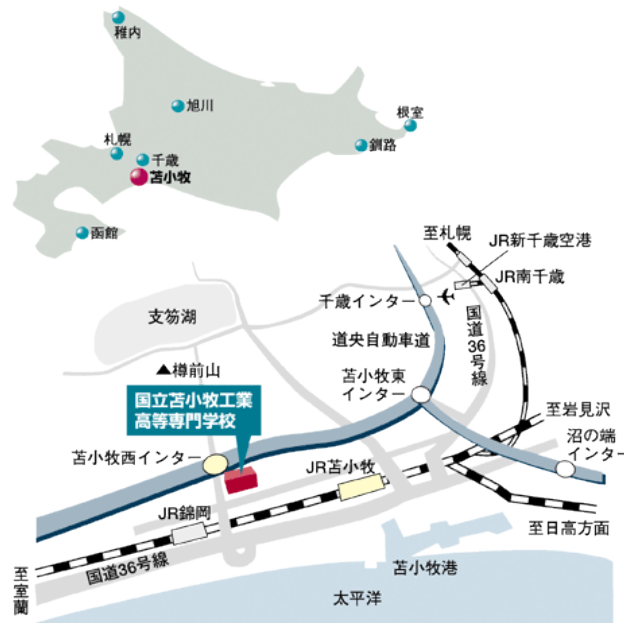 稚内
旭川
根室
札幌
釧路
千歳
苫小牧
函館
至札幌
JR新千歳空港
JR南千歳
千歳インター
支笏湖
国道36号線
道央自動車道
▲樽前山
苫小牧東
インター
国立苫小牧工業
高等専門学校
至岩見沢
沼の端
インター
苫小牧西インター
JR苫小牧
JR錦岡
至日高方面
国道36号線
至室蘭
苫小牧港
太平洋